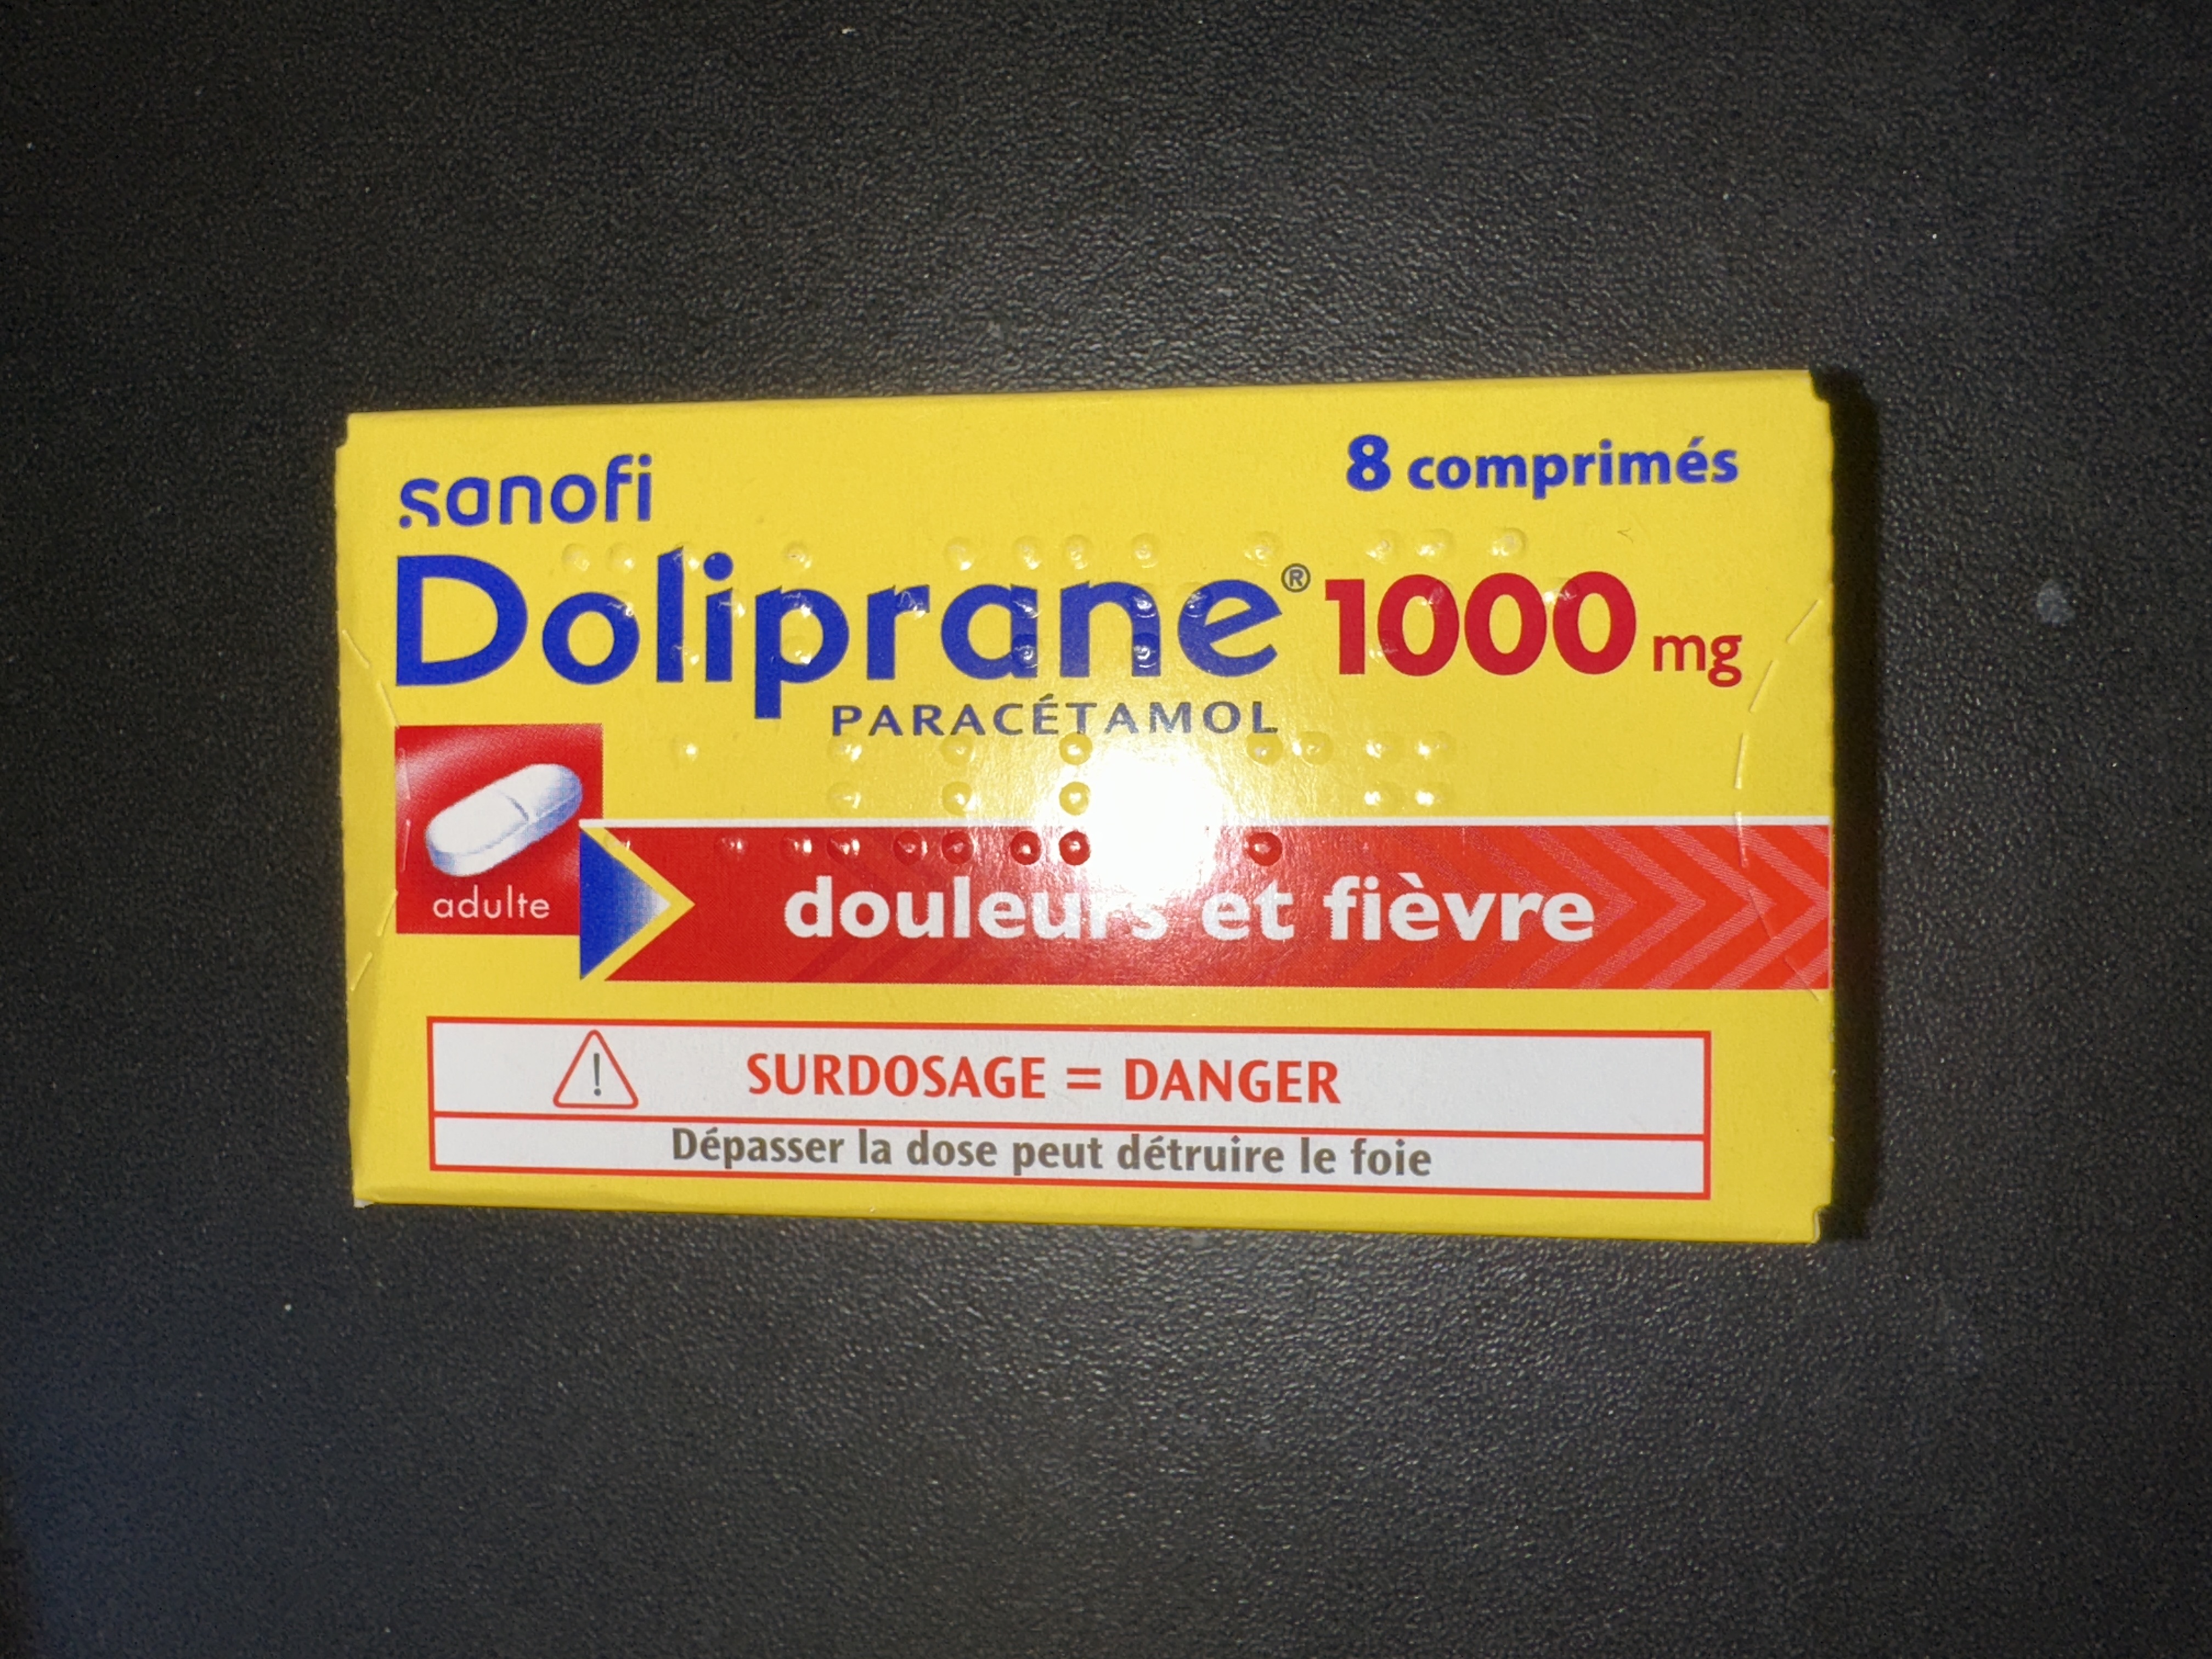 sanofi
8 comprimés
Doliprane® 1000 mg
PARACÉTAMOL
adulte
douleurs et fièvre
! SURDOSAGE = DANGER
Dépasser la dose peut détruire le foie